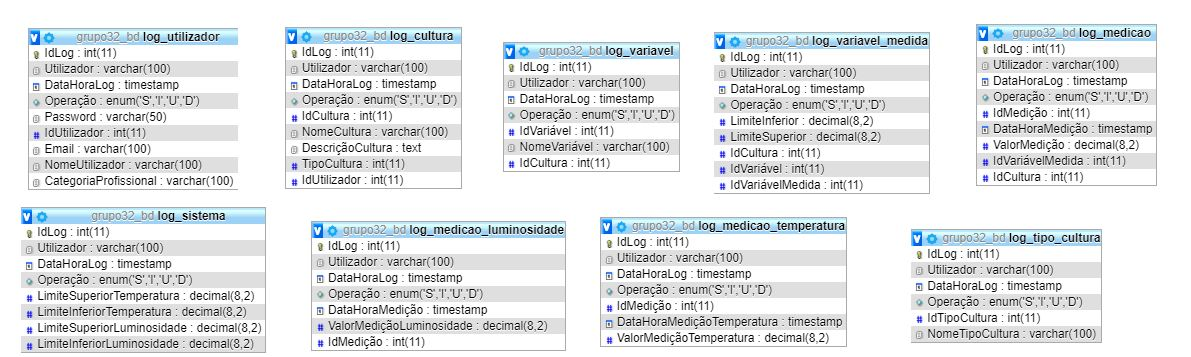 grupo32_bd log_utilizador
IdLog : int(11)
Utilizador : varchar(100)
DataHoraLog : timestamp
Operação : enum('S','I','U','D')
Password : varchar(50)
IdUtilizador : int(11)
Email : varchar(100)
NomeUtilizador : varchar(100)
CategoriaProfissional : varchar(100)
grupo32_bd log_cultura
IdLog : int(11)
Utilizador : varchar(100)
DataHoraLog : timestamp
Operação : enum('S','I','U','D')
IdCultura : int(11)
NomeCultura : varchar(100)
DescriçãoCultura : text
TipoCultura : int(11)
IdUtilizador : int(11)
grupo32_bd log_variavel
IdLog : int(11)
Utilizador : varchar(100)
DataHoraLog : timestamp
Operação : enum('S','I','U','D')
IdVariável : int(11)
NomeVariável : varchar(100)
IdCultura : int(11)
grupo32_bd log_variavel_medida
IdLog : int(11)
Utilizador : varchar(100)
DataHoraLog : timestamp
Operação : enum('S','I','U','D')
LimiteInferior : decimal(8,2)
LimiteSuperior : decimal(8,2)
IdCultura : int(11)
IdVariável : int(11)
IdVariávelMedida : int(11)
grupo32_bd log_medicao
IdLog : int(11)
Utilizador : varchar(100)
DataHoraLog : timestamp
Operação : enum('S','I','U','D')
IdMedição : int(11)
DataHoraMedição : timestamp
ValorMedição : decimal(8,2)
IdVariávelMedida : int(11)
IdCultura : int(11)
grupo32_bd log_sistema
IdLog : int(11)
Utilizador : varchar(100)
DataHoraLog : timestamp
Operação : enum('S','I','U','D')
LimiteSuperiorTemperatura : decimal(8,2)
LimiteInferiorTemperatura : decimal(8,2)
LimiteSuperiorLuminosidade : decimal(8,2)
LimiteInferiorLuminosidade : decimal(8,2)
grupo32_bd log_medicao_luminosidade
IdLog : int(11)
Utilizador : varchar(100)
DataHoraLog : timestamp
Operação : enum('S','I','U','D')
DataHoraMedição : timestamp
ValorMediçãoLuminosidade : decimal(8,2)
IdMedição : int(11)
grupo32_bd log_medicao_temperatura
IdLog : int(11)
Utilizador : varchar(100)
DataHoraLog : timestamp
Operação : enum('S','I','U','D')
IdMedição : int(11)
DataHoraMediçãoTemperatura : timestamp
ValorMediçãoTemperatura : decimal(8,2)
grupo32_bd log_tipo_cultura
IdLog : int(11)
Utilizador : varchar(100)
DataHoraLog : timestamp
Operação : enum('S','I','U','D')
IdTipoCultura : int(11)
NomeTipoCultura : varchar(100)